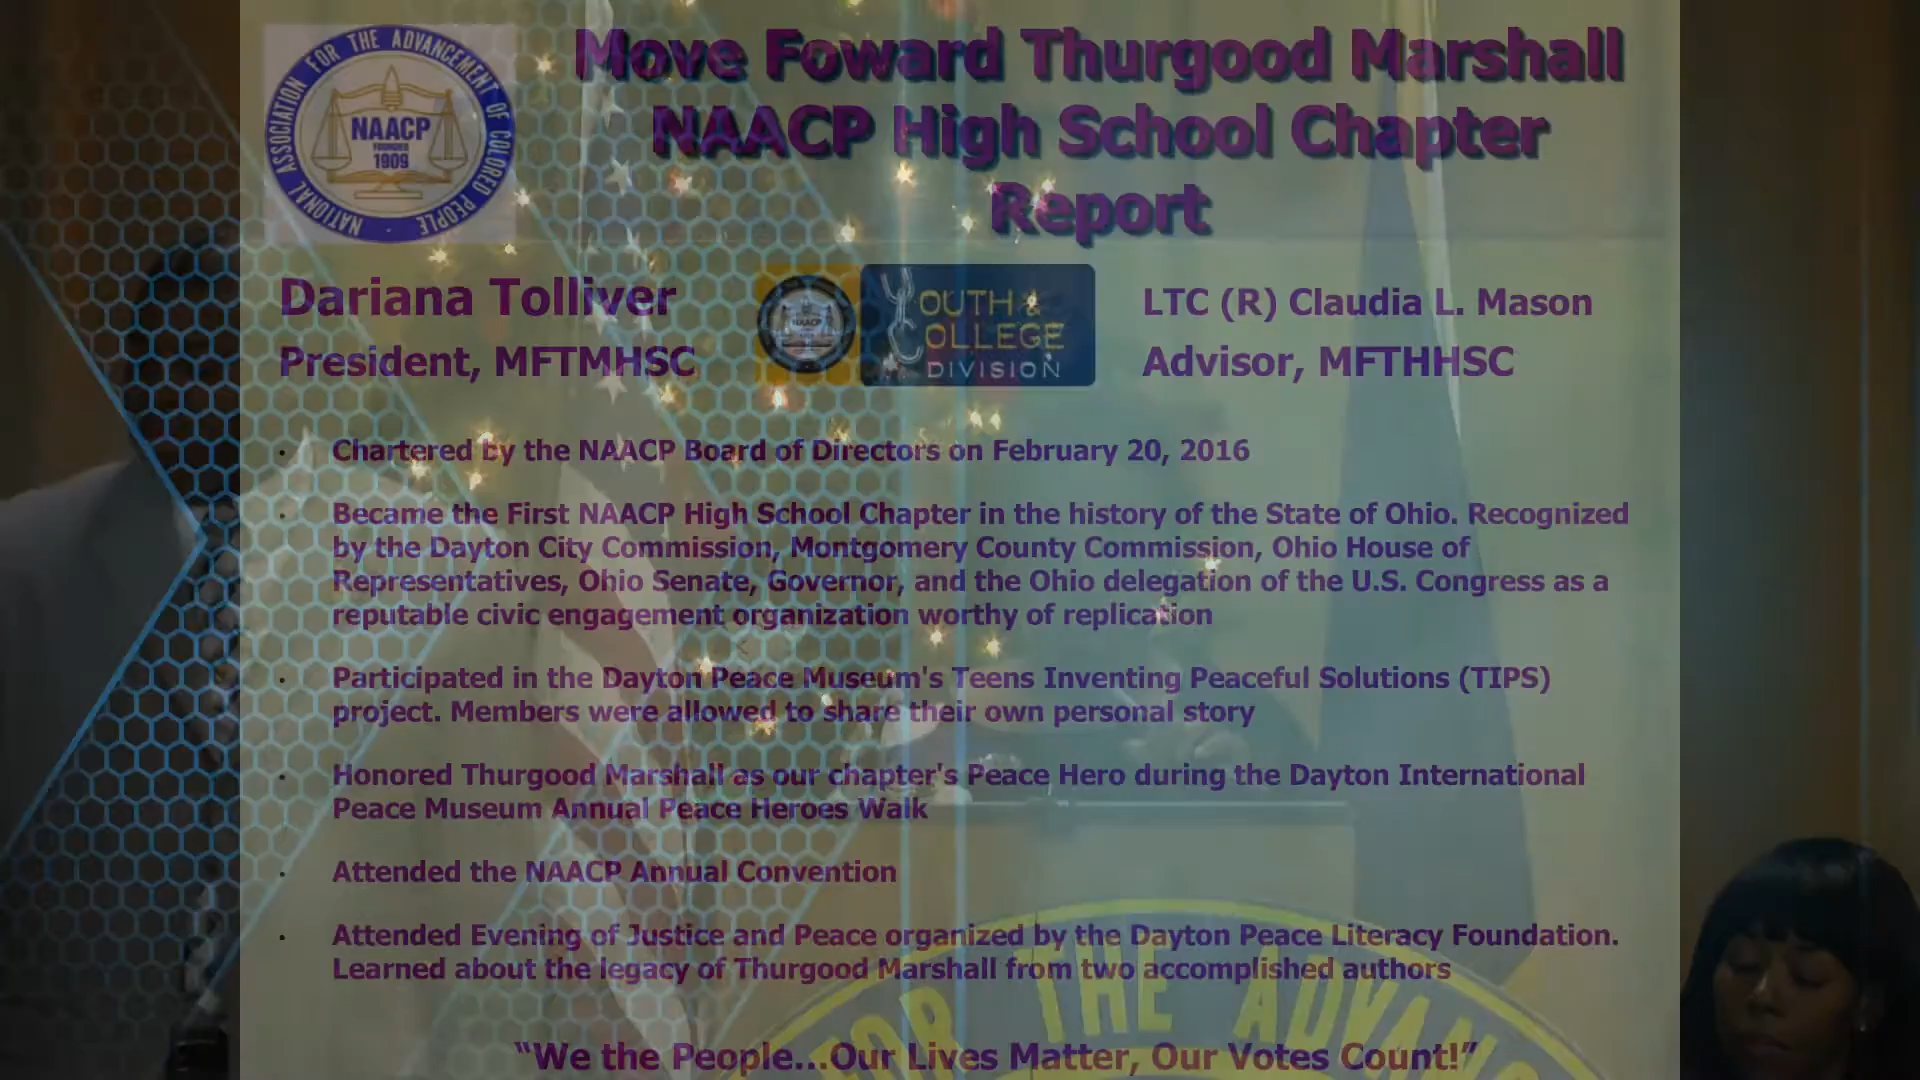 NATIONAL ASSOCIATION FOR THE ADVANCEMENT OF COLORED PEOPLE
NAACP
FOUNDED
1909
Move Foward Thurgood Marshall
NAACP High School Chapter
Report
Dariana Tolliver
President, MFTMHSC
NAACP
YOUTH &
COLLEGE
DIVISION
LTC (R) Claudia L. Mason
Advisor, MFTHHSC
· Chartered by the NAACP Board of Directors on February 20, 2016
· Became the First NAACP High School Chapter in the history of the State of Ohio. Recognized
by the Dayton City Commission, Montgomery County Commission, Ohio House of
Representatives, Ohio Senate, Governor, and the Ohio delegation of the U.S. Congress as a
reputable civic engagement organization worthy of replication
· Participated in the Dayton Peace Museum's Teens Inventing Peaceful Solutions (TIPS)
project. Members were allowed to share their own personal story
· Honored Thurgood Marshall as our chapter's Peace Hero during the Dayton International
Peace Museum Annual Peace Heroes Walk
· Attended the NAACP Annual Convention
· Attended Evening of Justice and Peace organized by the Dayton Peace Literacy Foundation.
Learned about the legacy of Thurgood Marshall from two accomplished authors
FOR THE ADVANC
“We the People...Our Lives Matter, Our Votes Count!”